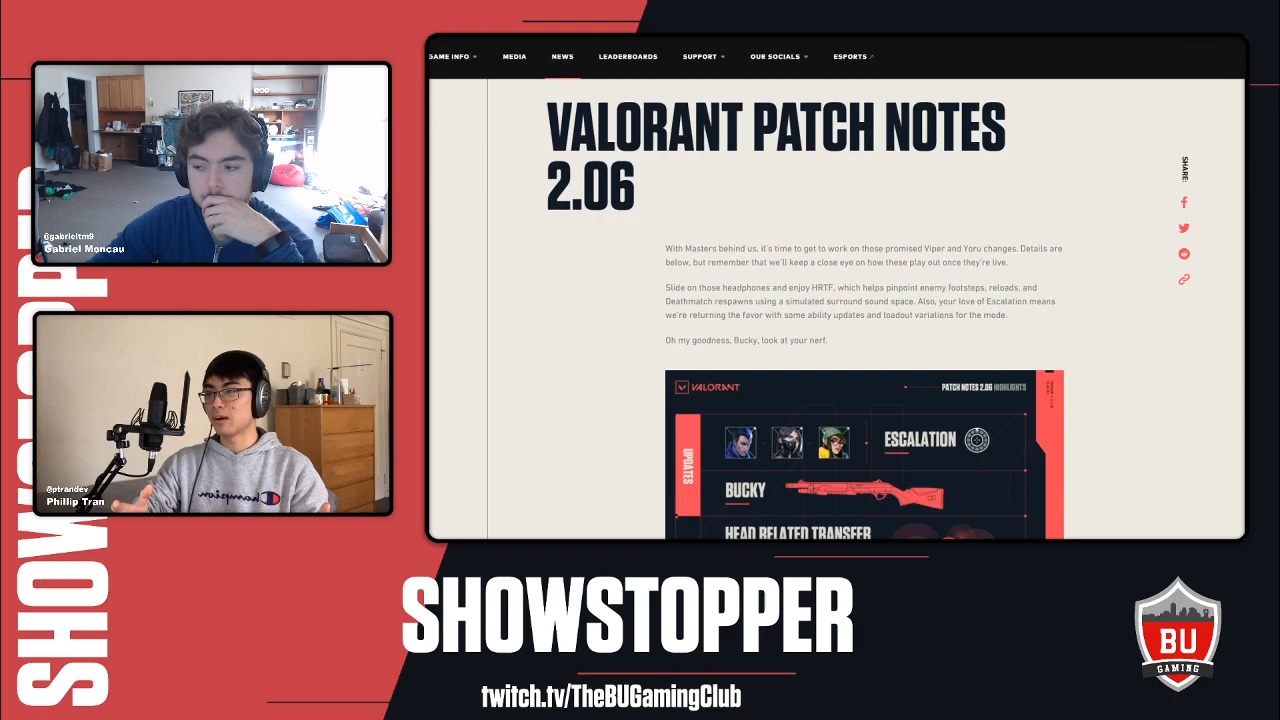 GAME INFO
MEDIA
NEWS
LEADERBOARDS
SUPPORT
OUR SOCIALS
ESPORTS
VALORANT PATCH NOTES
2.06
SHARE:
With Masters behind us, it's time to get to work on those promised Viper and Yoru changes. Details are
below, but remember that we'll keep a close eye on how these play out once they're live.
Slide on those headphones and enjoy HRTF, which helps pinpoint enemy footsteps, reloads, and
Deathmatch respawns using a simulated surround sound space. Also, your love of Escalation means
we're returning the favor with some ability updates and loadout variations for the mode.
Oh my goodness, Bucky, look at your nerf.
VALORANT
PATCH NOTES 2.06 HIGHLIGHTS
UPDATES
ESCALATION
BUCKY
HEAD RELATED TRANSFER
@gabrieltm9
Gabriel Moncau
@ptrandev
Phillip Tran
Champion
SHOWSTOPPER
SHOWSTOPPER
twitch.tv/TheBUGamingClub
BU
GAMING